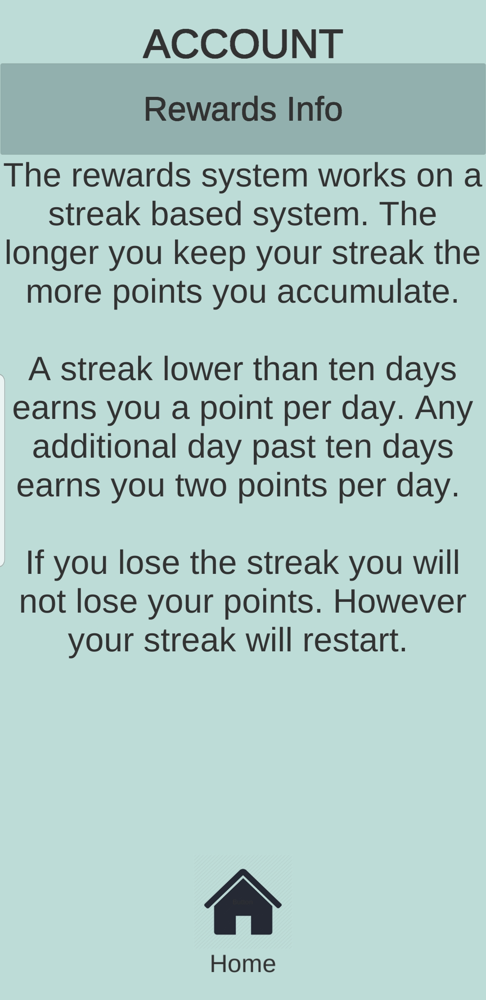 ACCOUNT
Rewards Info
The rewards system works on a
streak based system. The
longer you keep your streak the
more points you accumulate.
A streak lower than ten days
earns you a point per day. Any
additional day past ten days
earns you two points per day.
If you lose the streak you will
not lose your points. However
your streak will restart.
Button
Home